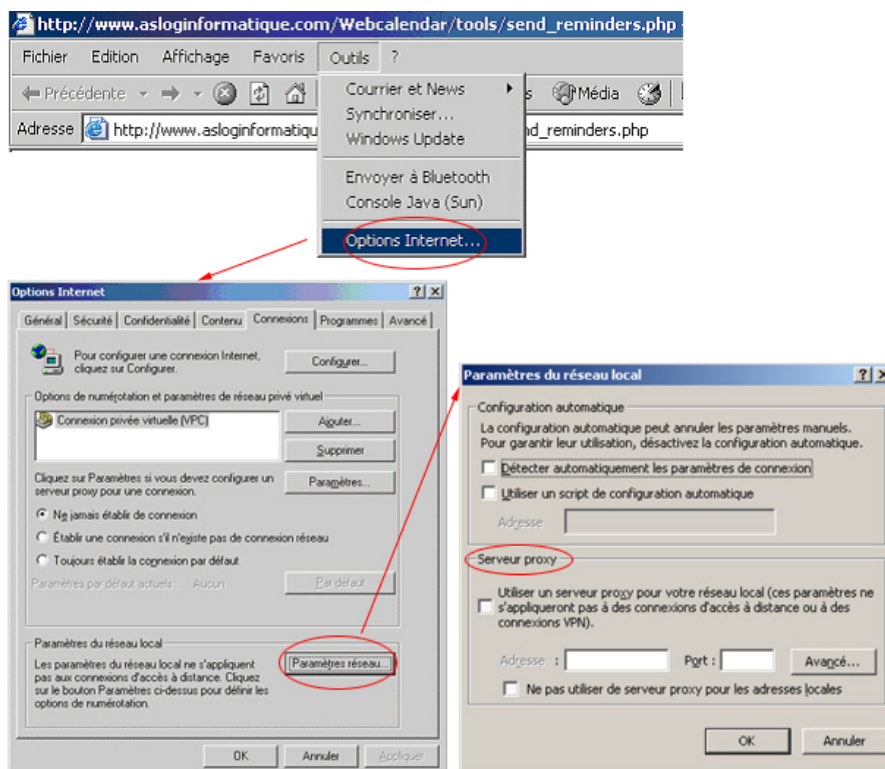 http://www.asloginformatique.com/Webcalendar/tools/send_reminders.php -
Fichier Edition Affichage Favoris Outils ?
Précédente s Média
Adresse http://www.asloginformatiqu nd_reminders.php
Courrier et News
Synchroniser...
Windows Update
Envoyer à Bluetooth
Console Java (Sun)
Options Internet...
Options Internet
Général Sécurité Confidentialité Contenu Connexions Programmes Avancé
Pour configurer une connexion Internet,
cliquez sur Configurer.
Configurer...
Options de numérotation et paramètres de réseau privé virtuel
Connexion privée virtuelle (VPC)
Ajouter...
Supprimer
Cliquez sur Paramètres si vous devez configurer un
serveur proxy pour une connexion.
Paramètres...
Ne jamais établir de connexion
Établir une connexion s'il n'existe pas de connexion réseau
Toujours établir la connexion par défaut
Paramètres par défaut actuels : Aucun Par défaut
Paramètres du réseau local
Les paramètres du réseau local ne s'appliquent
pas aux connexions d'accès à distance. Cliquez
sur le bouton Paramètres ci-dessus pour définir les
options de numérotation.
Paramètres réseau...
OK Annuler Appliquer
Paramètres du réseau local
Configuration automatique
La configuration automatique peut annuler les paramètres manuels.
Pour garantir leur utilisation, désactivez la configuration automatique.
Détecter automatiquement les paramètres de connexion
Utiliser un script de configuration automatique
Adresse
Serveur proxy
Utiliser un serveur proxy pour votre réseau local (ces paramètres ne
s'appliqueront pas à des connexions d'accès à distance ou à des
connexions VPN).
Adresse : Port : Avancé...
Ne pas utiliser de serveur proxy pour les adresses locales
OK Annuler